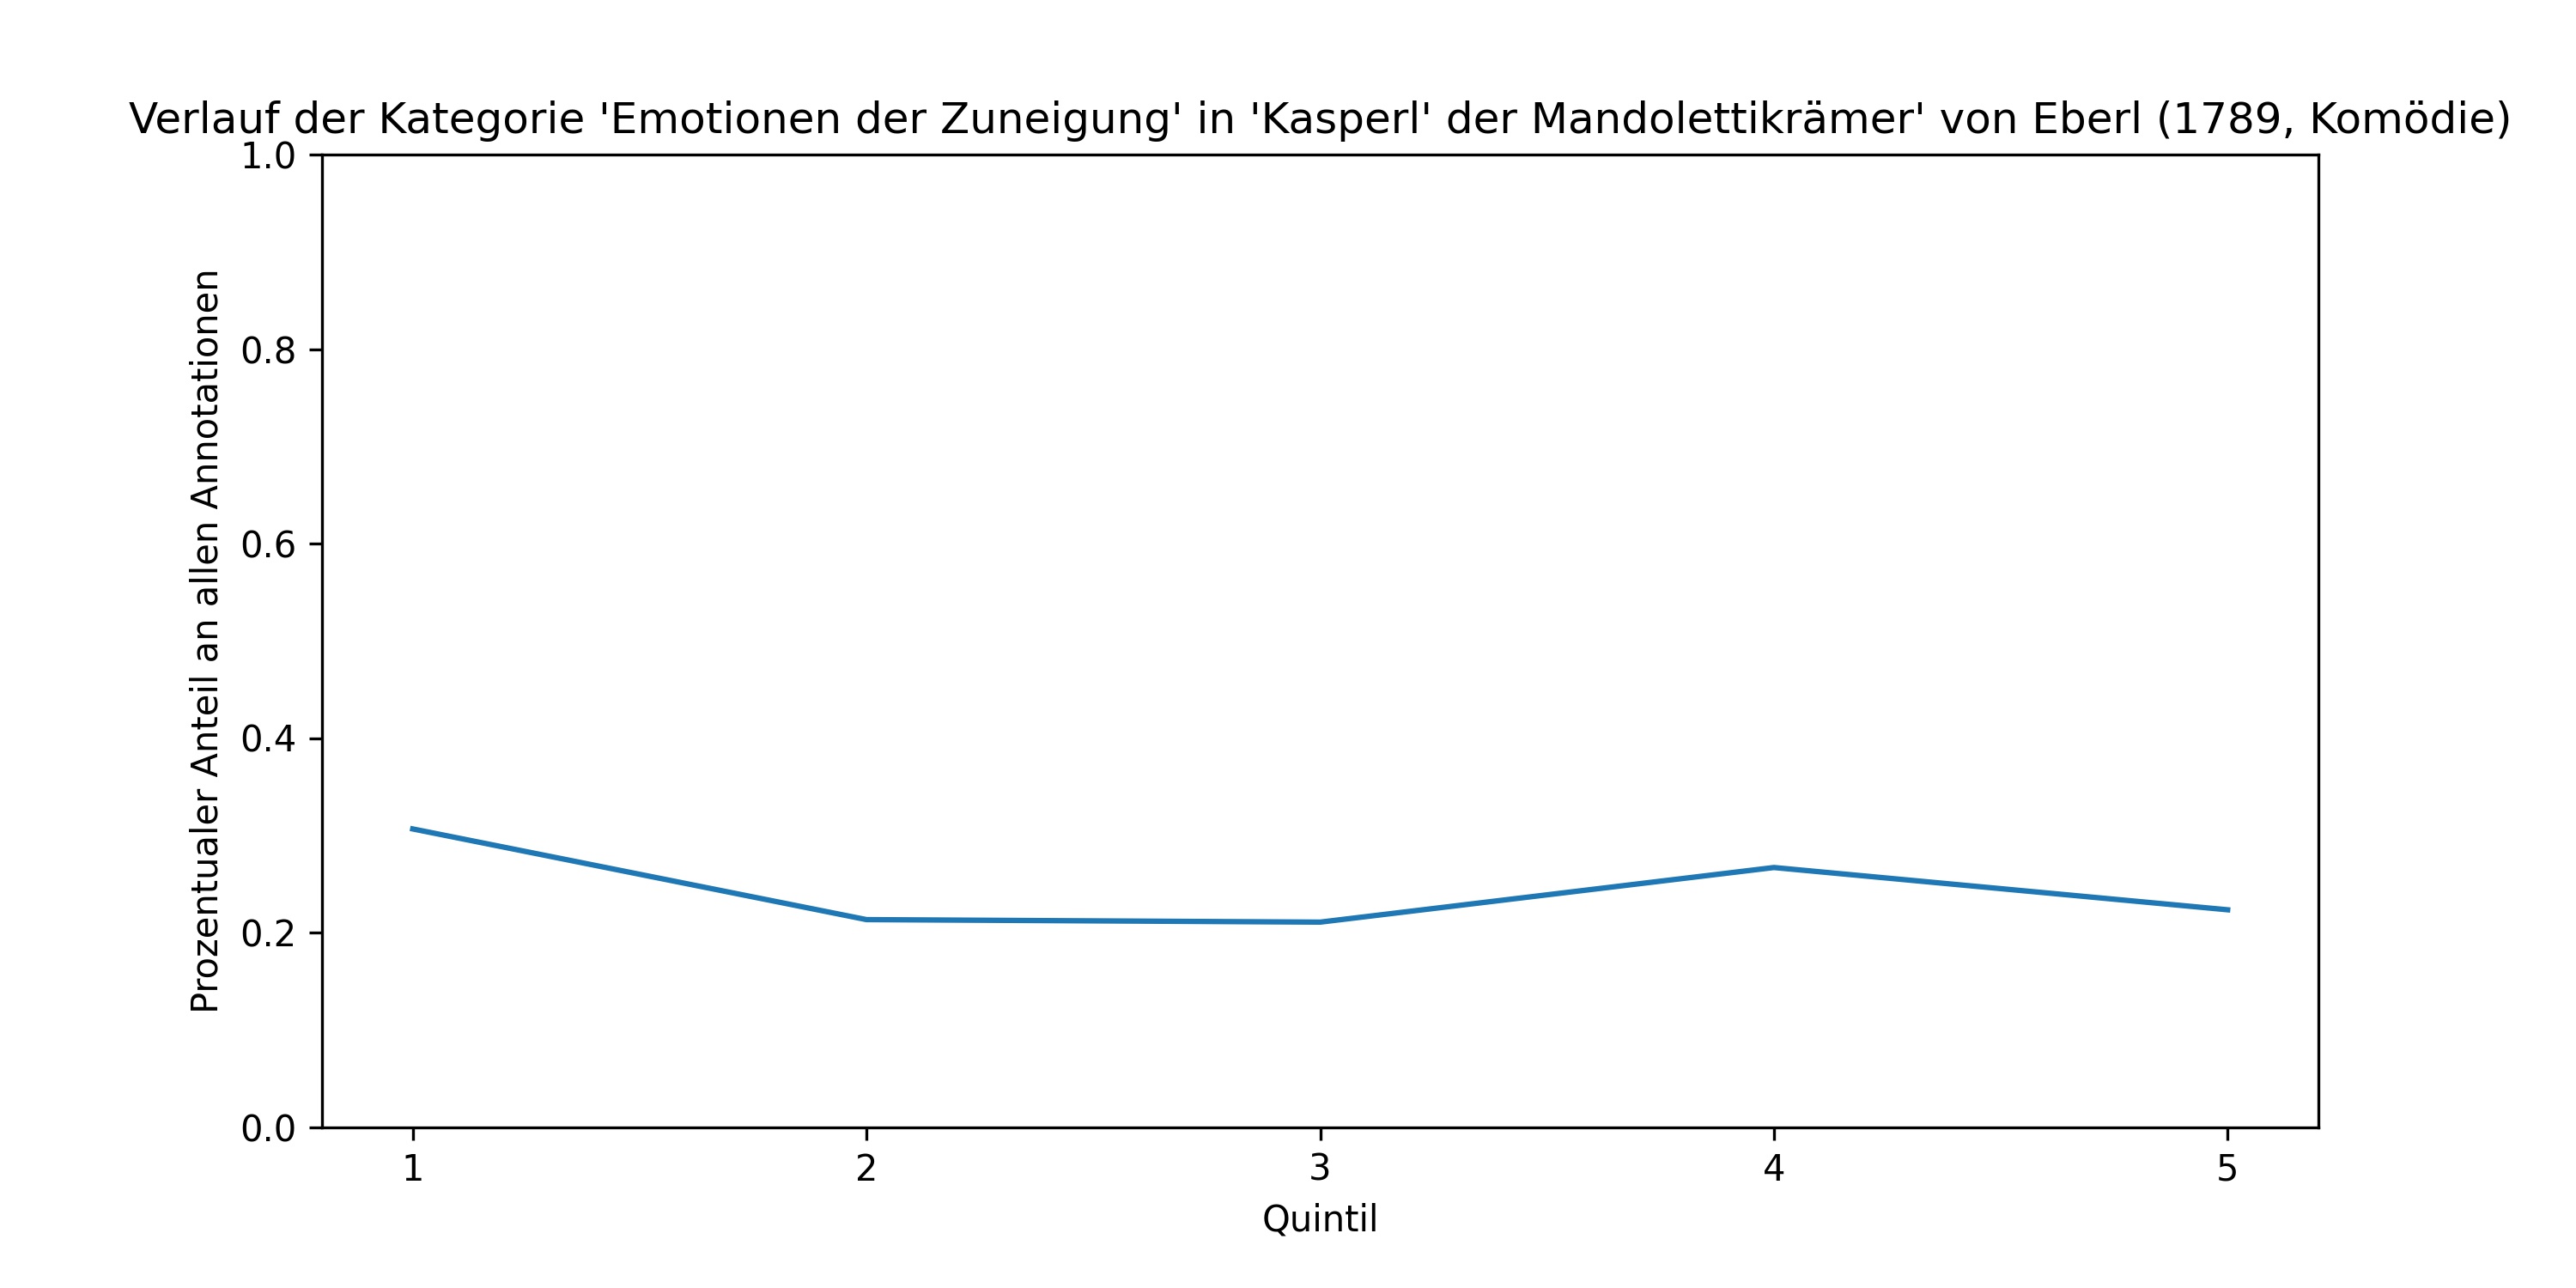 Verlauf der Kategorie 'Emotionen der Zuneigung' in 'Kasperl' der Mandolettikrämer' von Eberl (1789, Komödie)
Prozentualer Anteil an allen Annotationen
1.0
0.8
0.6
0.4
0.2
0.0
1 2 3 4 5
Quintil